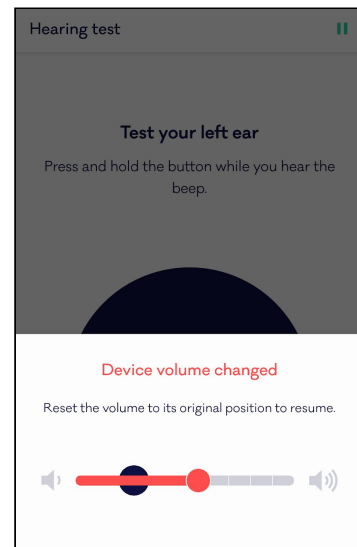 Hearing test
Test your left ear
Press and hold the button while you hear the
beep.
Device volume changed
Reset the volume to its original position to resume.